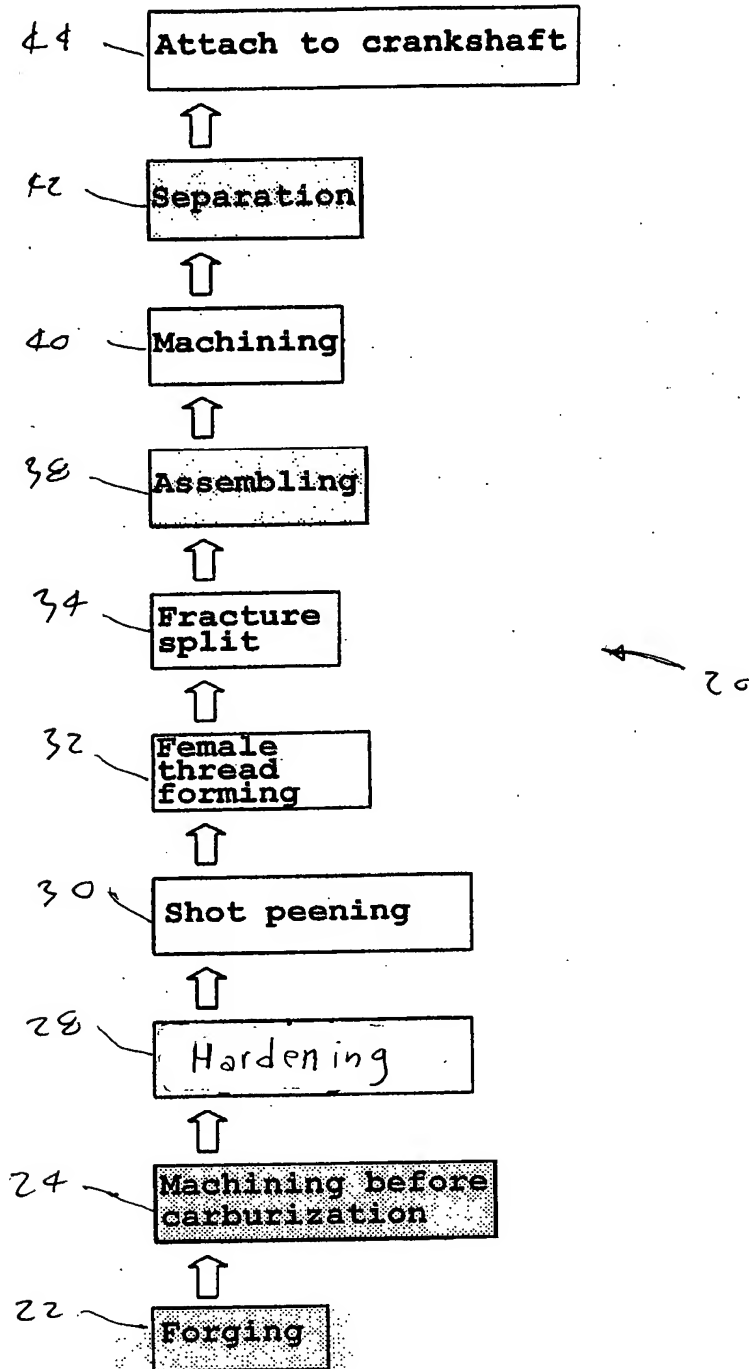 44 Attach to crankshaft
42 Separation
40 Machining
38 Assembling
34 Fracture
split
20
32 Female
thread
forming
30 Shot peening
28 Hardening
24 Machining before
carburization
22 Forging